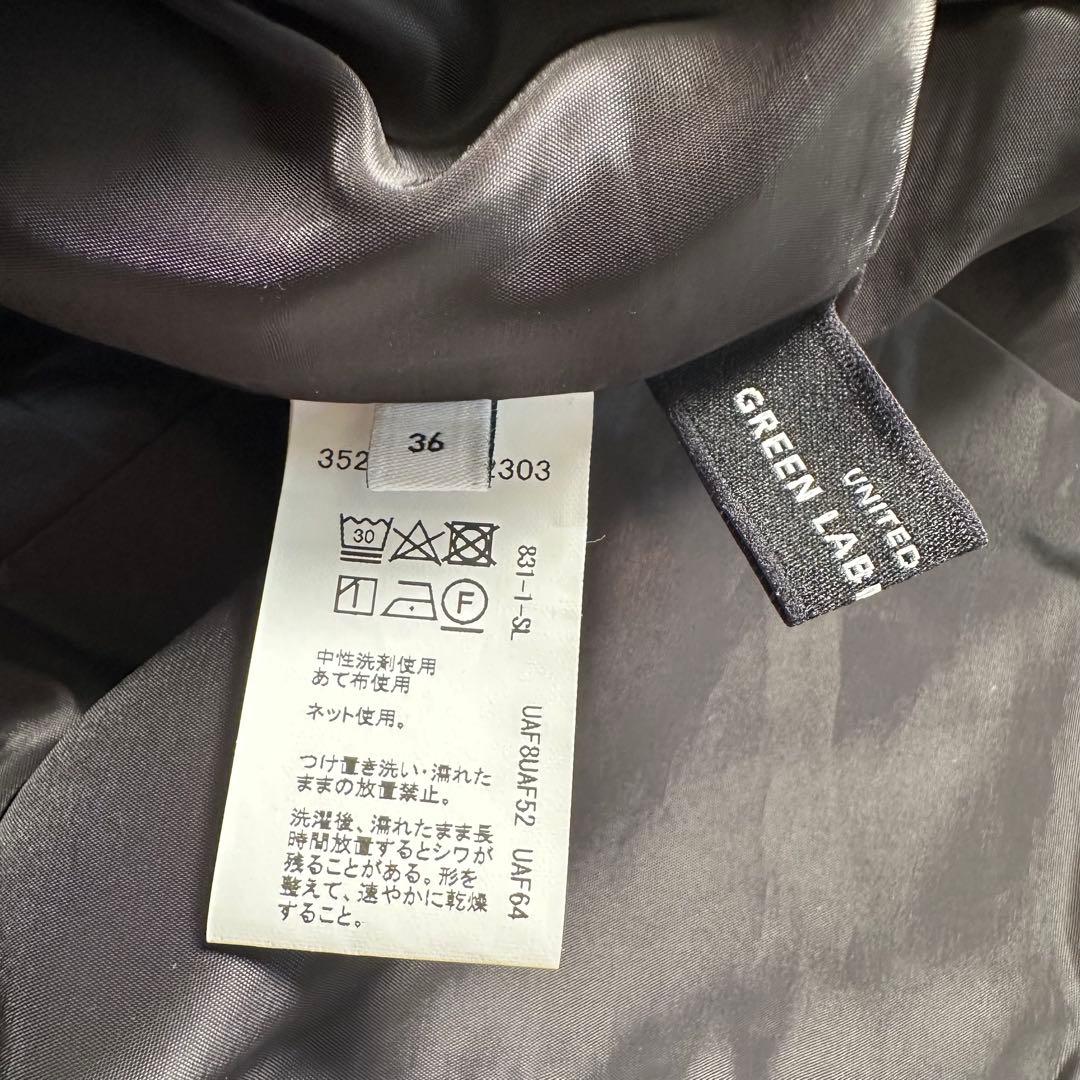 36
352 2303
30
F
831-1-SL
中性洗剤使用
あて布使用
ネット使用。
つけ置き洗い・濡れた
ままの放置禁止。
洗濯後、濡れたまま長
時間放置するとシワが
残ることがある。形を
整えて、速やかに乾燥
すること。
UAF8UAF52 UAF64
UNITED
GREEN LAB